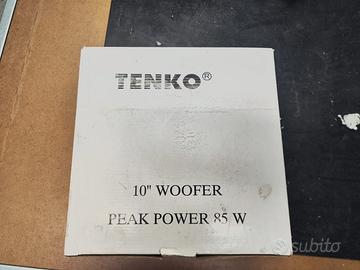 TENKO®
10" WOOFER
PEAK POWER 85 W
subito